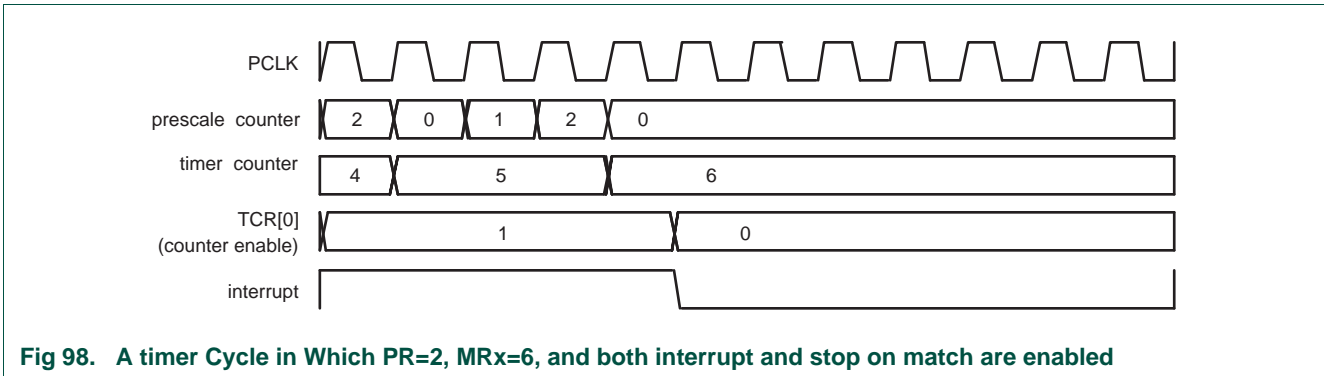 PCLK
prescale counter 2 0 1 2 0
timer counter 4 5 6
TCR[0]
(counter enable) 1 0
interrupt
Fig 98. A timer Cycle in Which PR=2, MRx=6, and both interrupt and stop on match are enabled